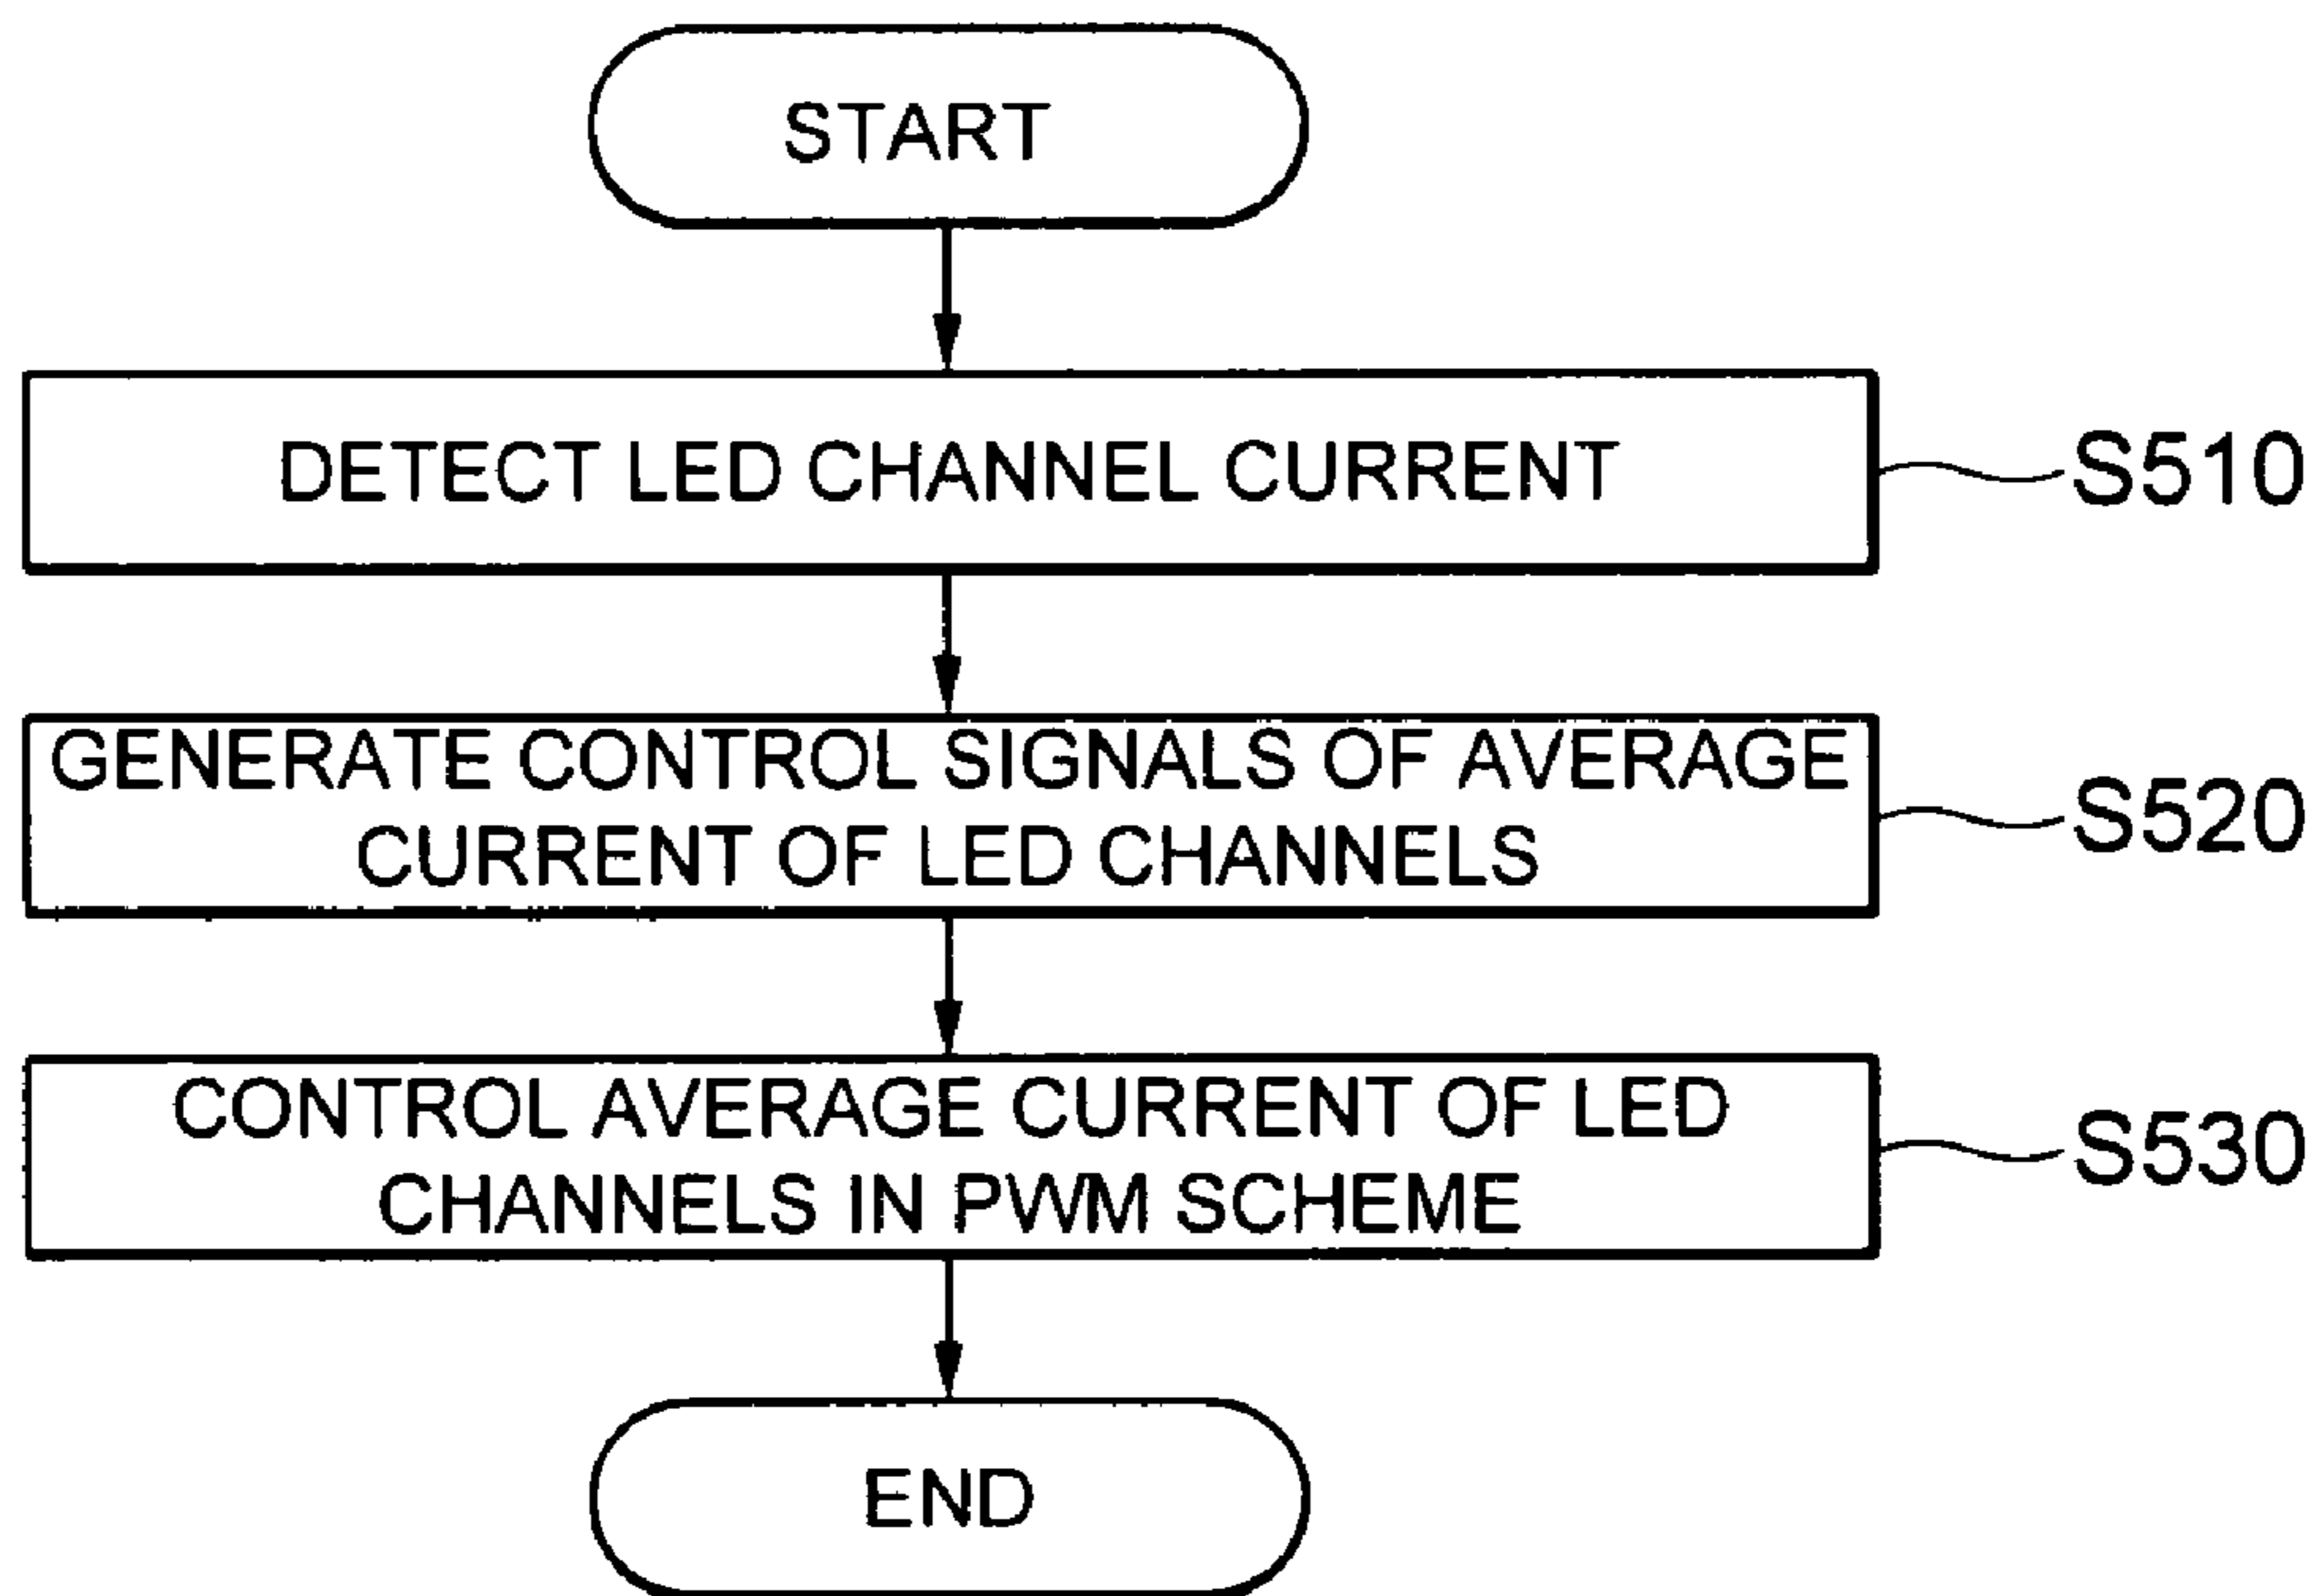 START
DETECT LED CHANNEL CURRENT
S510
GENERATE CONTROL SIGNALS OF AVERAGE
CURRENT OF LED CHANNELS
S520
CONTROL AVERAGE CURRENT OF LED
CHANNELS IN PWM SCHEME
S530
END